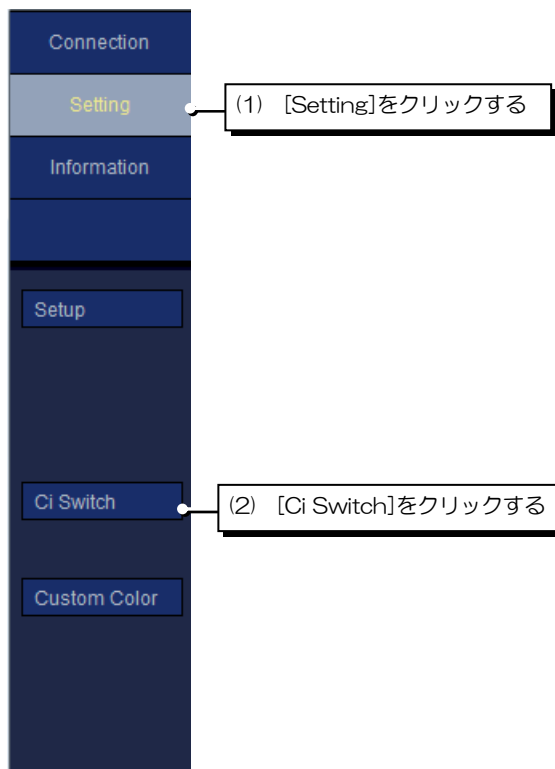 Connection
Setting
(1) [Setting]をクリックする
Information
Setup
Ci Switch
(2) [Ci Switch]をクリックする
Custom Color